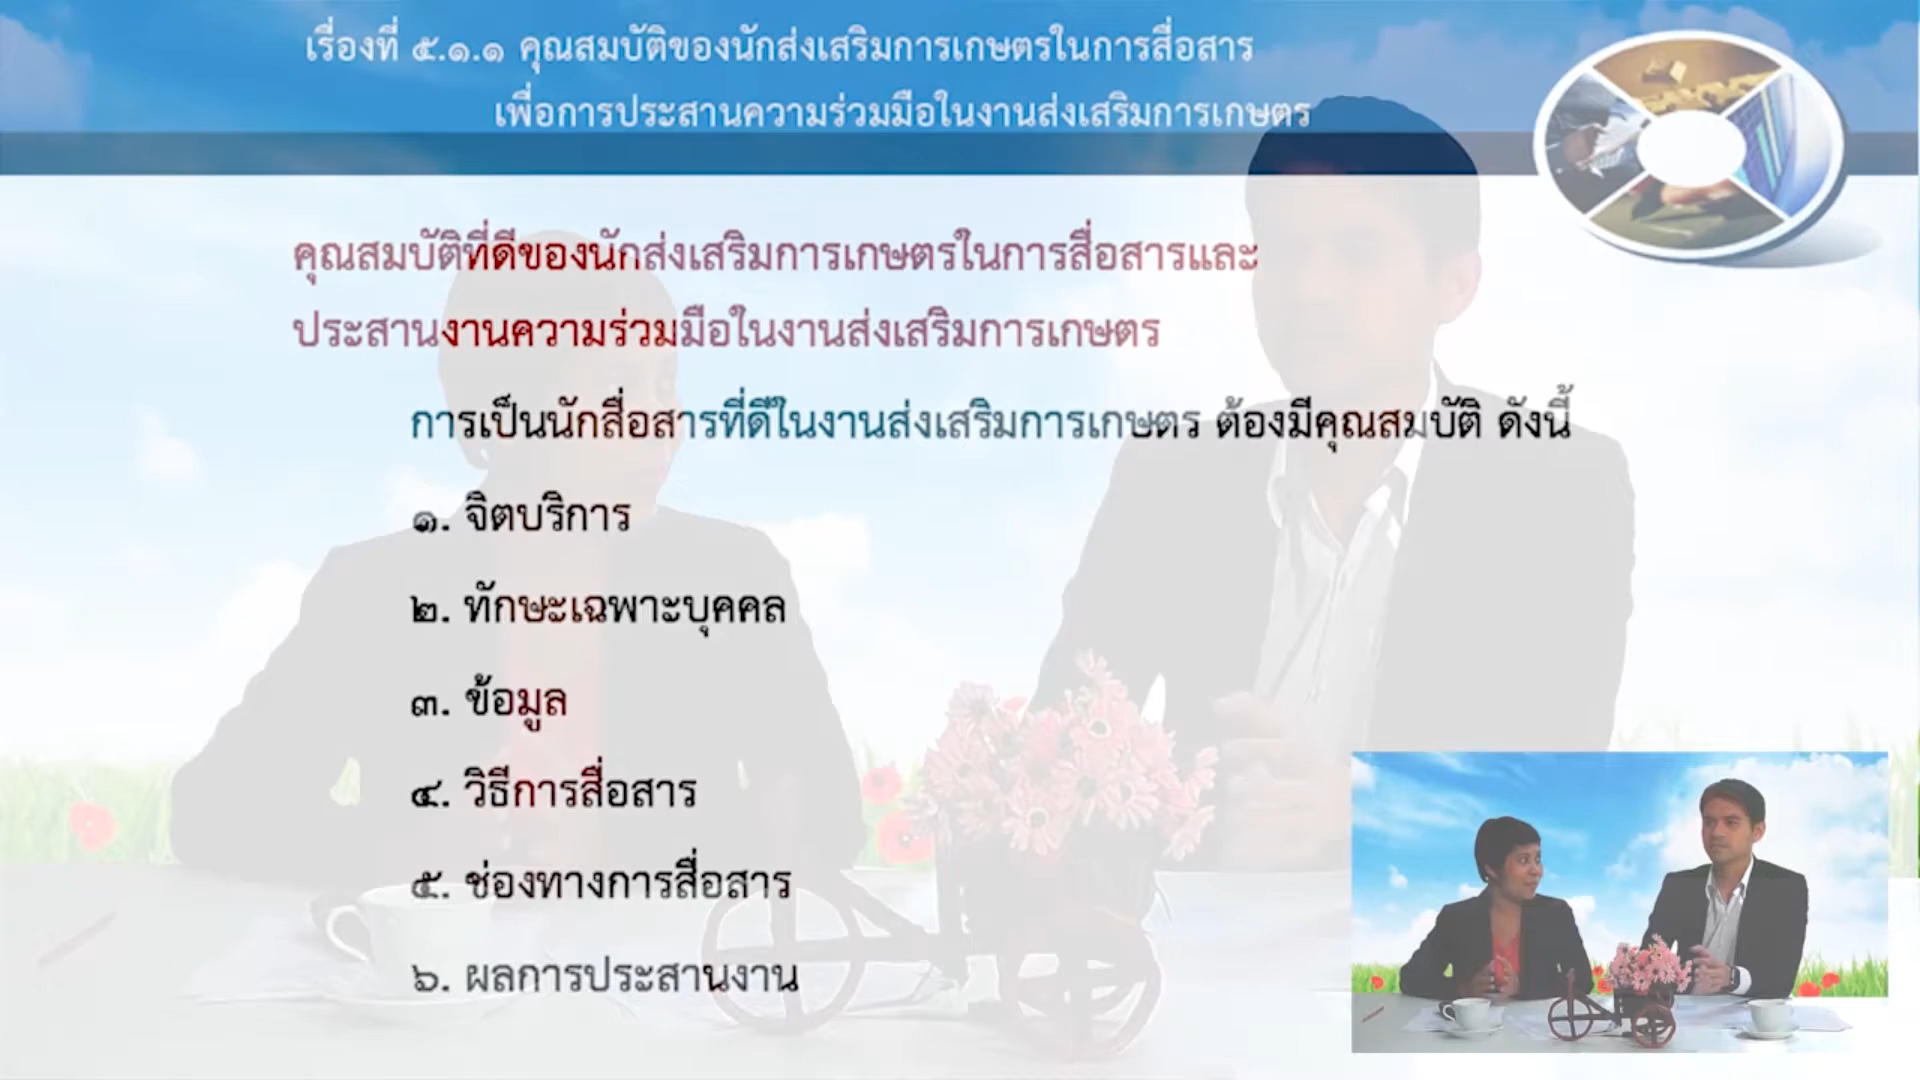 เรื่องที่ ๕.๑.๑ คุณสมบัติของนักส่งเสริมการเกษตรในการสื่อสาร
เพื่อการประสานความร่วมมือในงานส่งเสริมการเกษตร
คุณสมบัติที่ดีของนักส่งเสริมการเกษตรในการสื่อสารและ
ประสานงานความร่วมมือในงานส่งเสริมการเกษตร
การเป็นนักสื่อสารที่ดีในงานส่งเสริมการเกษตร ต้องมีคุณสมบัติ ดังนี้
๑. จิตบริการ
๒. ทักษะเฉพาะบุคคล
๓. ข้อมูล
๔. วิธีการสื่อสาร
๕. ช่องทางการสื่อสาร
๖. ผลการประสานงาน